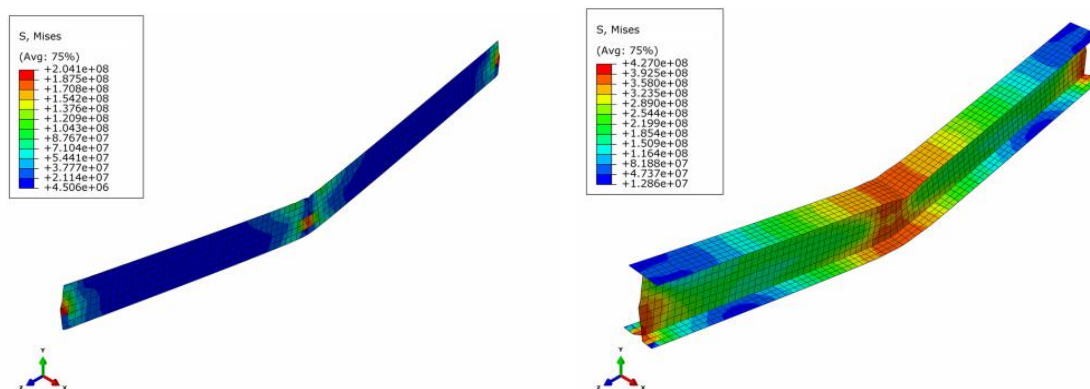 S, Mises
(Avg: 75%)
+2.041e+08
+1.875e+08
+1.708e+08
+1.542e+08
+1.376e+08
+1.209e+08
+1.043e+08
+8.767e+07
+7.104e+07
+5.441e+07
+3.777e+07
+2.114e+07
+4.506e+06
Y
Z
X
S, Mises
(Avg: 75%)
+4.270e+08
+3.925e+08
+3.580e+08
+3.235e+08
+2.890e+08
+2.544e+08
+2.199e+08
+1.854e+08
+1.509e+08
+1.164e+08
+8.188e+07
+4.737e+07
+1.286e+07
Y
Z
X